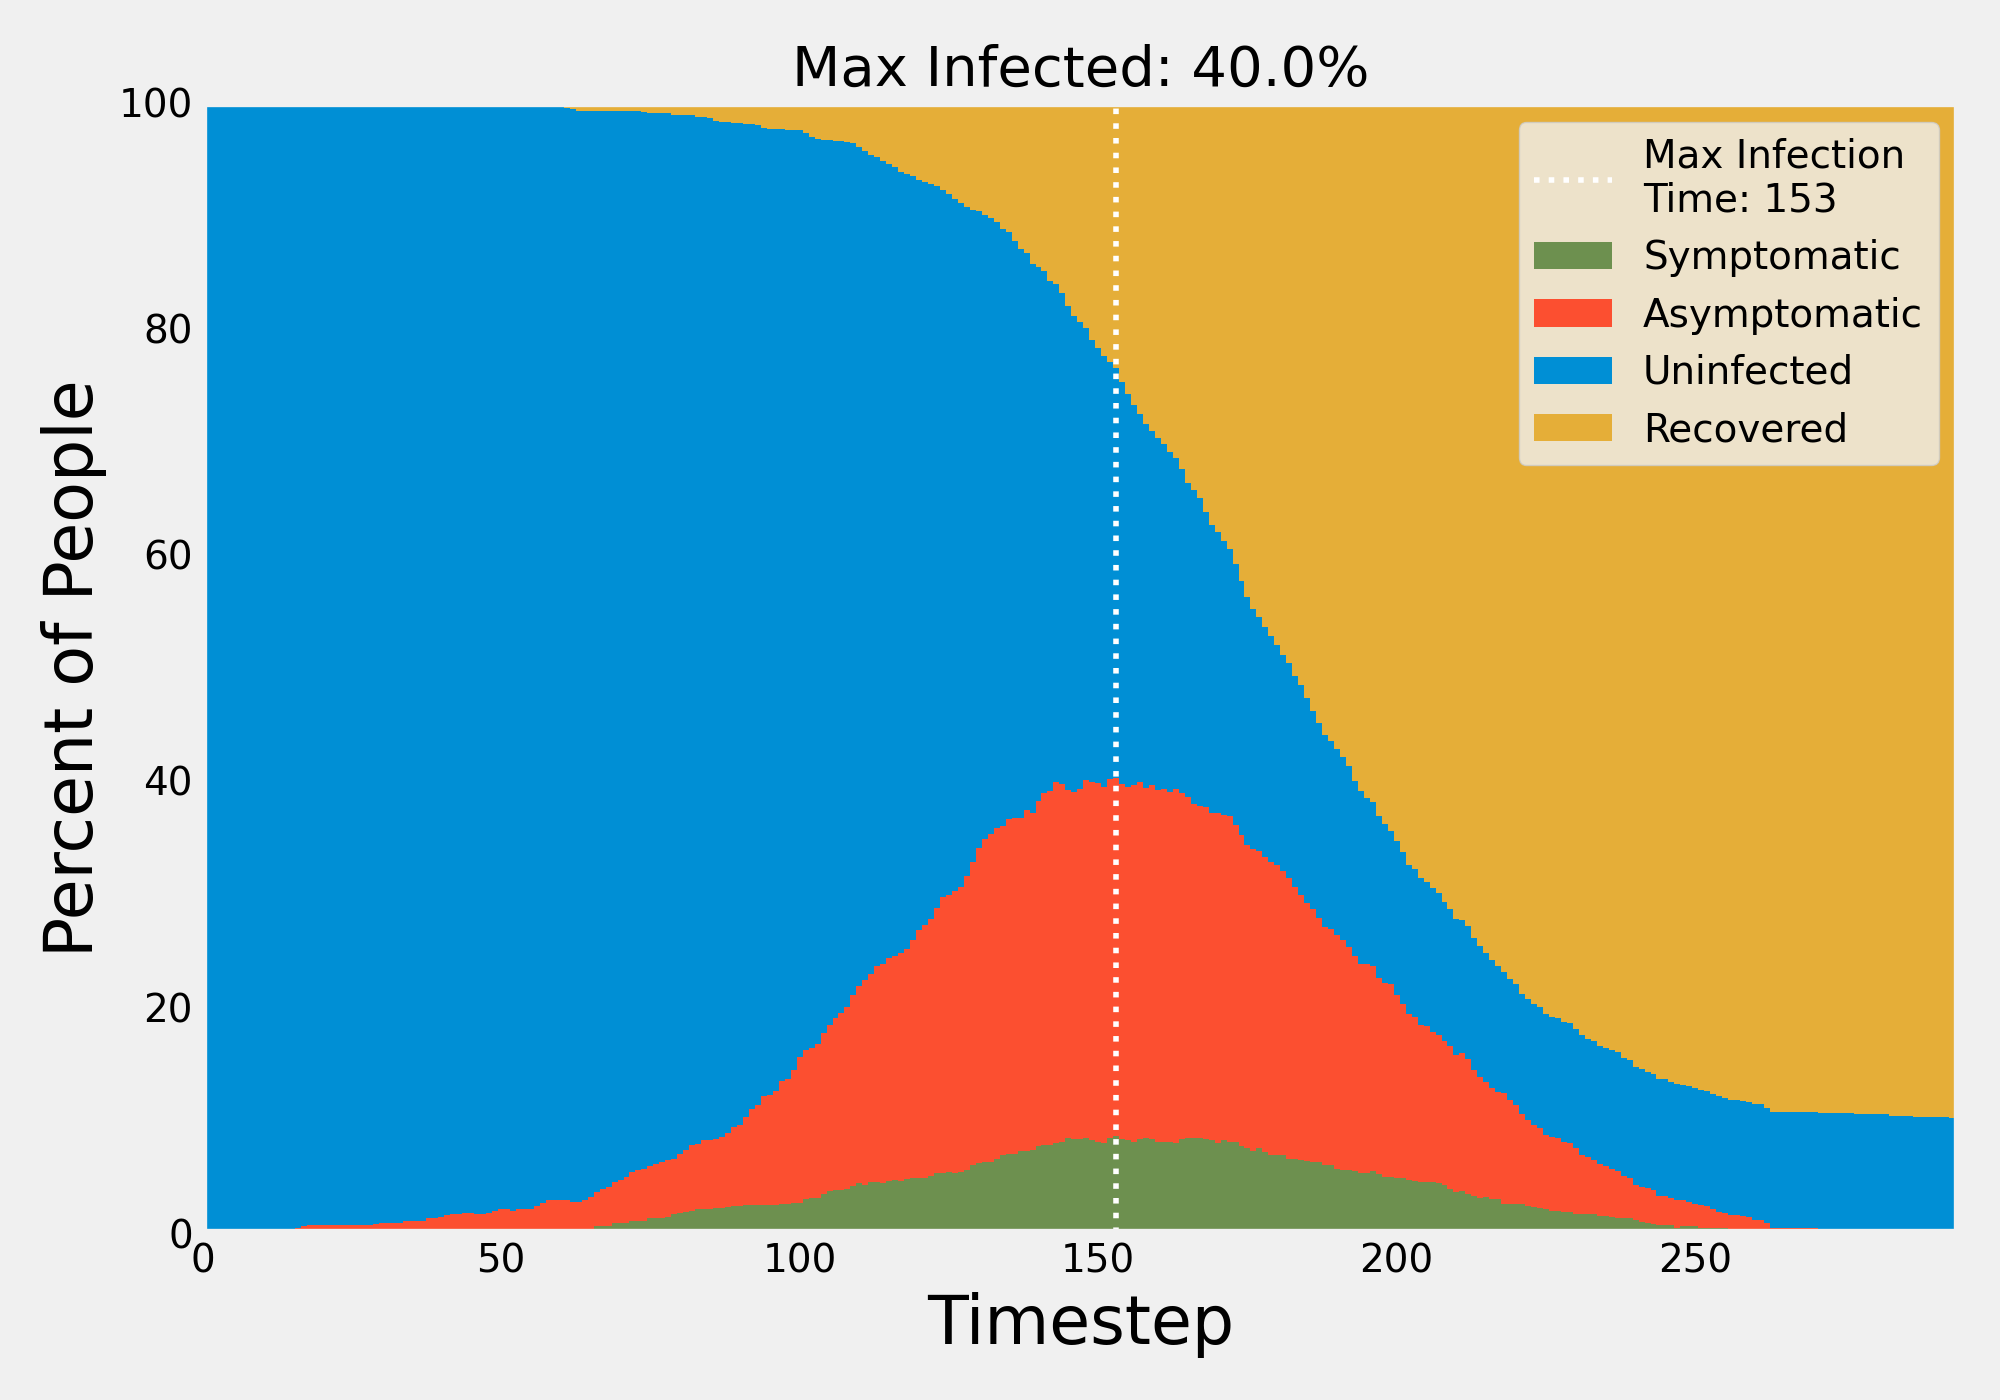 Max Infected: 40.0%
100
80
60
40
20
0
Percent of People
0 50 100 150 200 250
Timestep
Max Infection
Time: 153
Symptomatic
Asymptomatic
Uninfected
Recovered